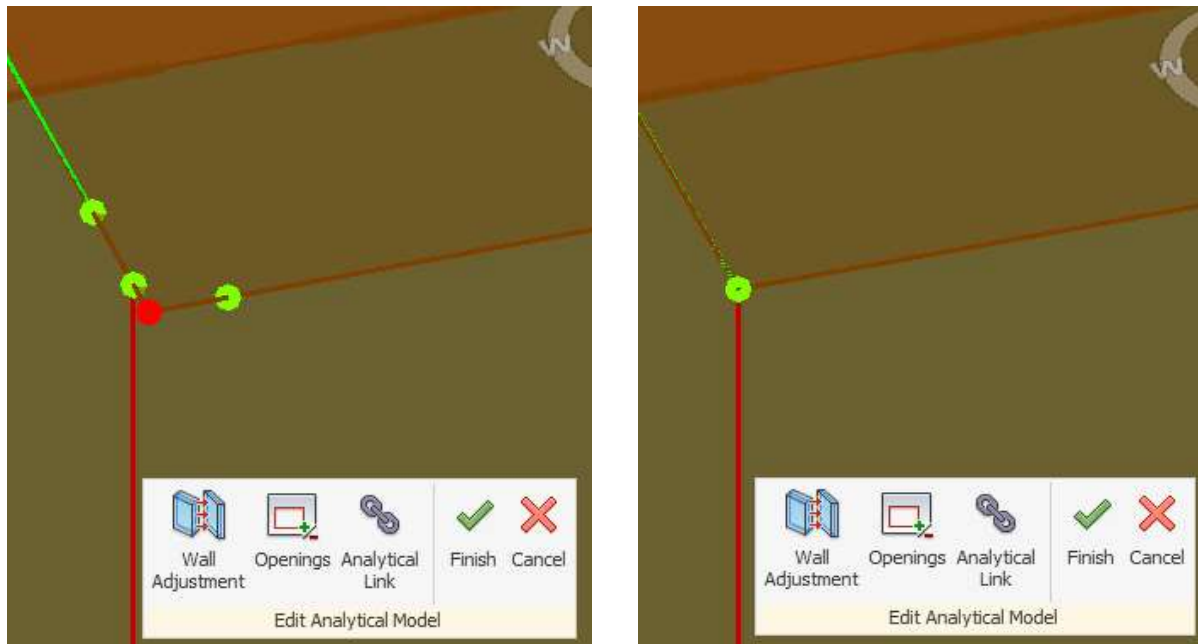 W
Wall Adjustment
Openings
Analytical Link
Finish
Cancel
Edit Analytical Model
W
Wall Adjustment
Openings
Analytical Link
Finish
Cancel
Edit Analytical Model